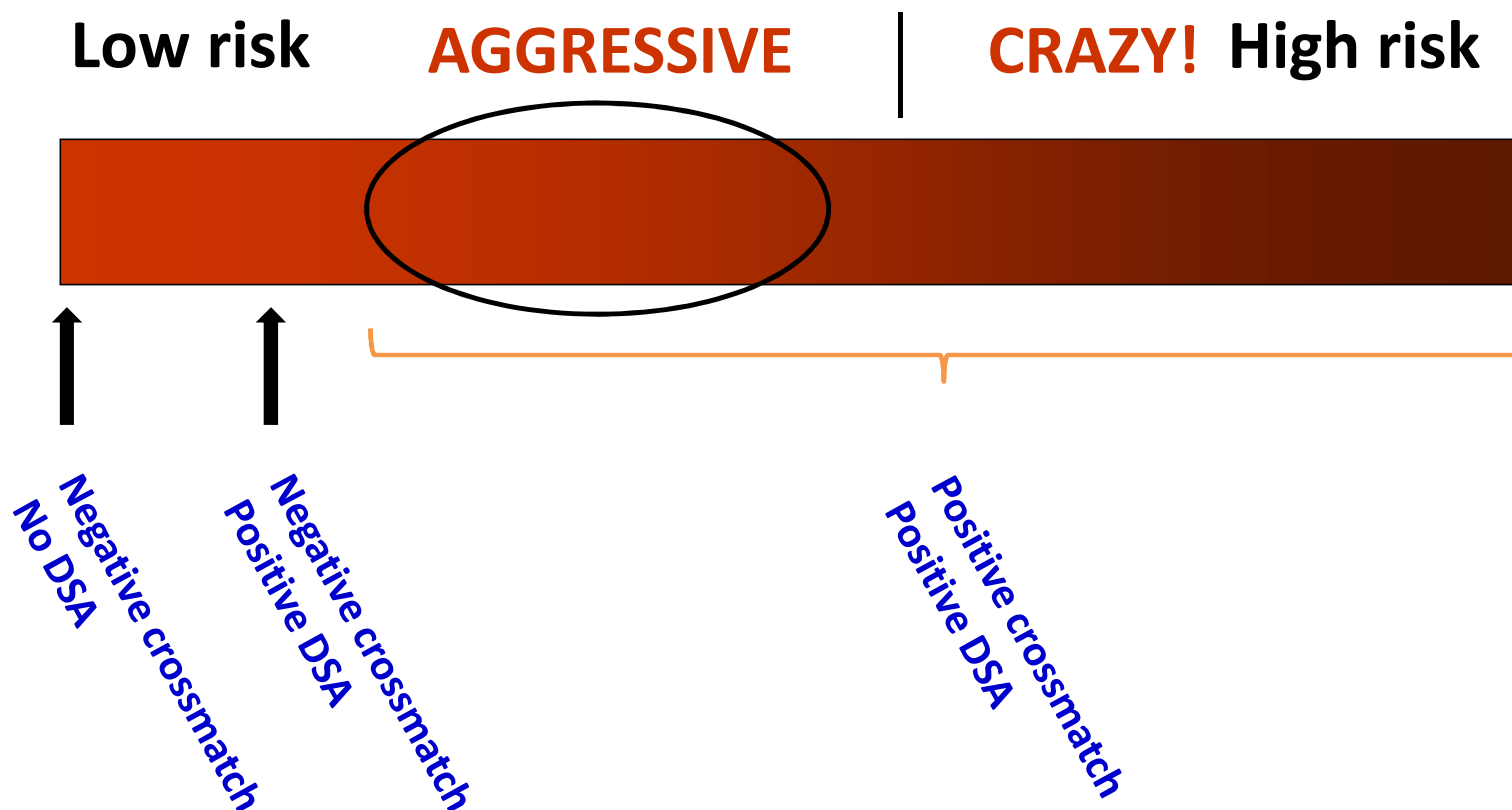 Low risk
AGGRESSIVE
CRAZY!
High risk
Negative crossmatch
No DSA
Negative crossmatch
Positive DSA
Positive crossmatch
Positive DSA